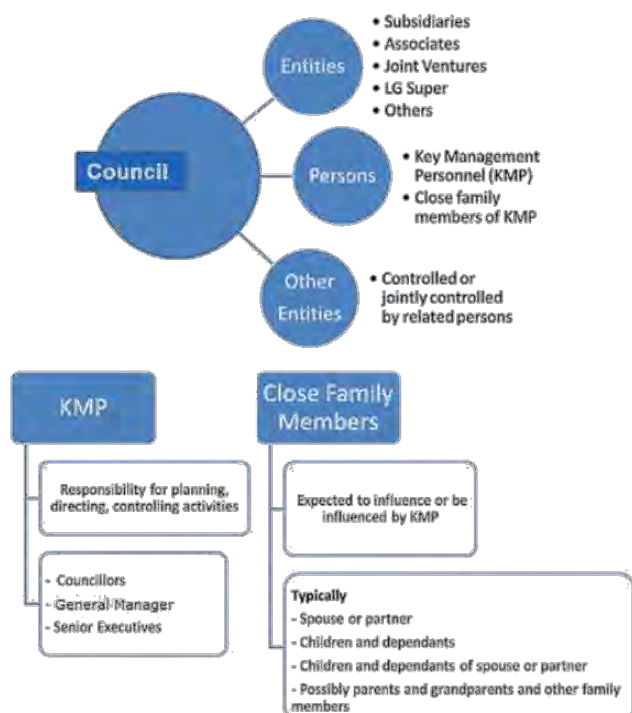 Council
Entities
• Subsidiaries
• Associates
• Joint Ventures
• LG Super
• Others
Persons
• Key Management
Personnel (KMP)
• Close family
members of KMP
Other
Entities
• Controlled or
jointly controlled
by related persons
KMP
Responsibility for planning,
directing, controlling activities
- Councillors
- General Manager
- Senior Executives
Close Family
Members
Expected to influence or be
influenced by KMP
Typically
- Spouse or partner
- Children and dependants
- Children and dependants of spouse or partner
- Possibly parents and grandparents and other family
members